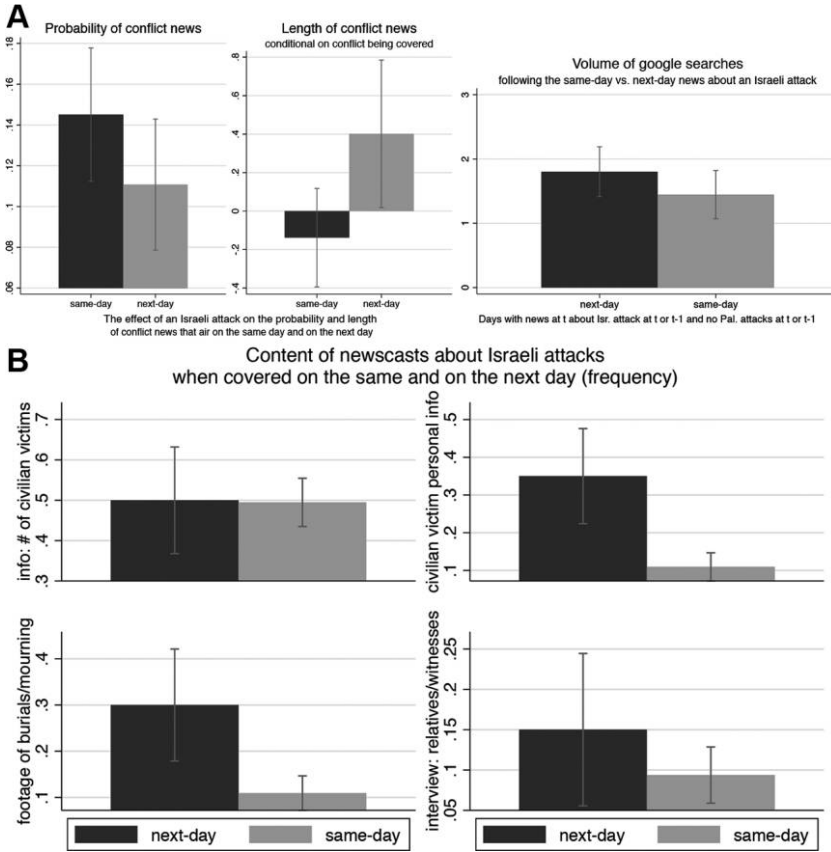 A
Probability of conflict news
.18
.16
.14
.12
.1
.08
.06
same-day
next-day
Length of conflict news
conditional on conflict being covered
.8
.6
.4
.2
0
-.2
-.4
same-day
next-day
The effect of an Israeli attack on the probability and length
of conflict news that air on the same day and on the next day
Volume of google searches
following the same-day vs. next-day news about an Israeli attack
3
2
1
0
next-day
same-day
Days with news at t about Isr. attack at t or t-1 and no Pal. attacks at t or t-1
B
Content of newscasts about Israeli attacks
when covered on the same and on the next day (frequency)
info: # of civilian victims
.7
.6
.5
.4
.3
civilian victim personal info
.5
.4
.3
.2
.1
footage of burials/mourning
.4
.3
.2
.1
interview: relatives/witnesses
.25
.2
.15
.1
.05
next-day
same-day
next-day
same-day